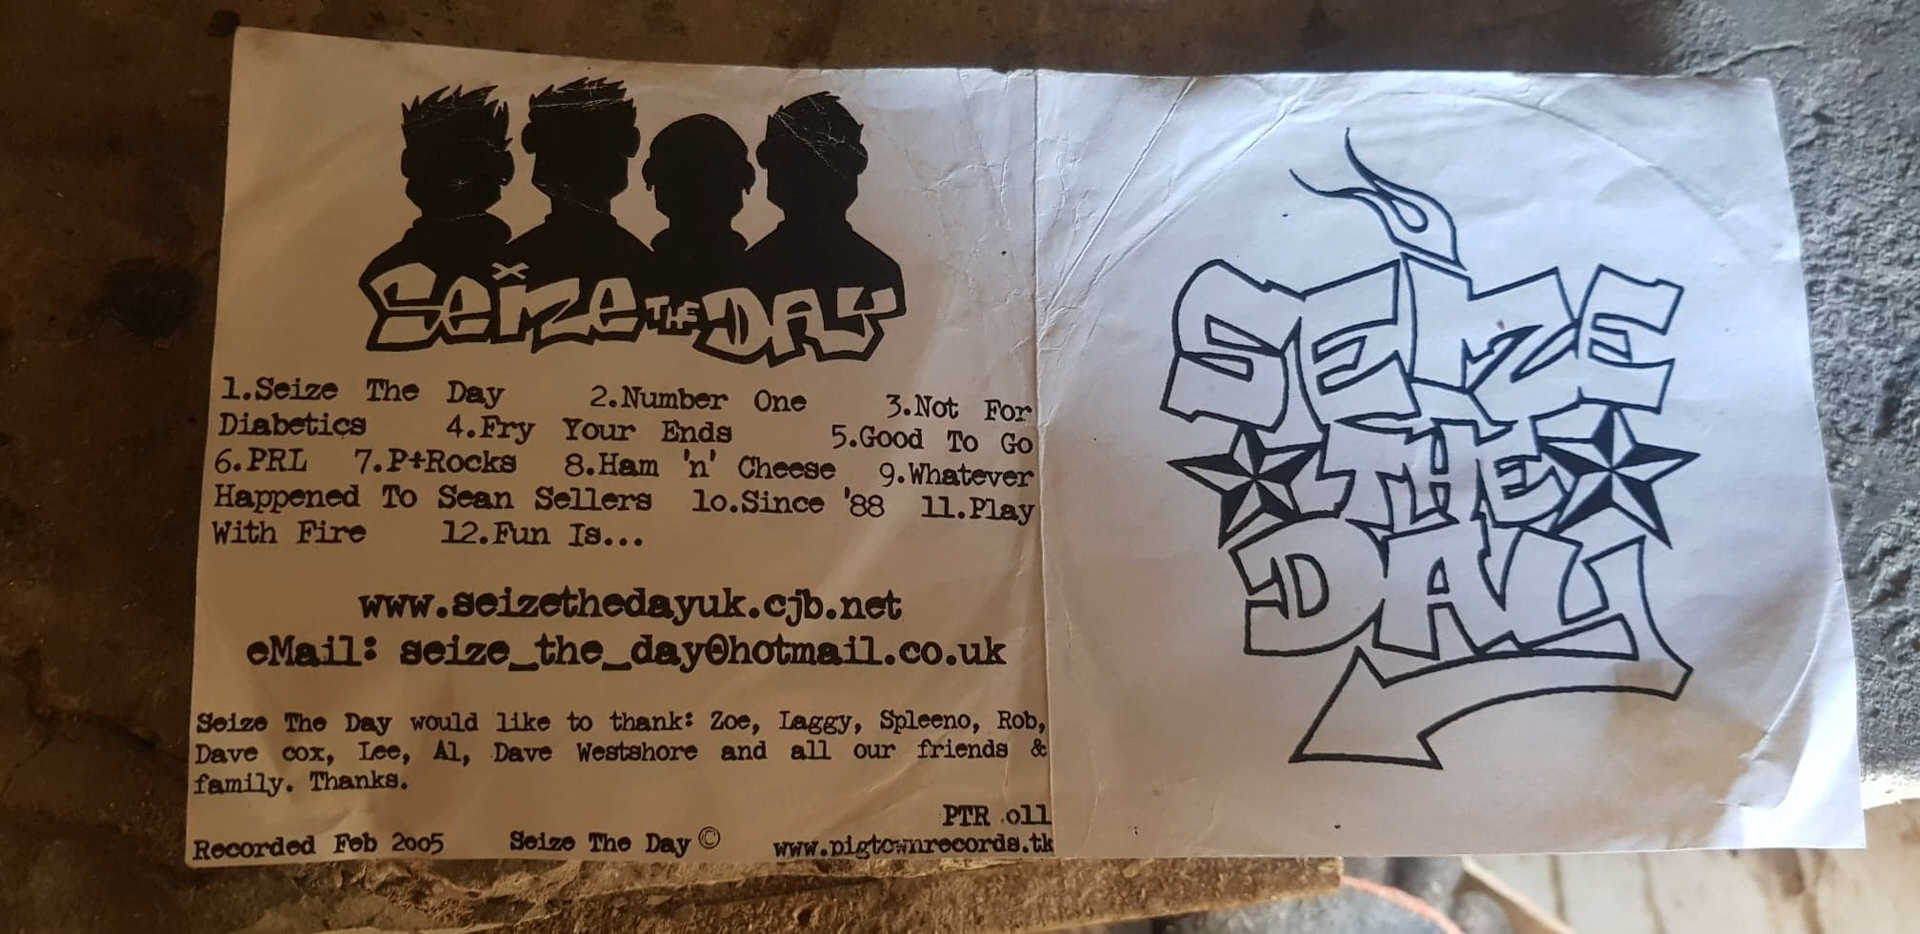 Seize THE DAY
1.Seize The Day 2.Number One 3.Not For
Diabetics 4.Fry Your Ends 5.Good To Go
6.PRL 7.P+Rocks 8.Ham 'n' Cheese 9.Whatever
Happened To Sean Sellers 1o.Since '88 11.Play
With Fire 12.Fun Is...
www.seizethedayuk.cjb.net
eMail: seize_the_day@hotmail.co.uk
Seize The Day would like to thank: Zoe, Laggy, Spleeno, Rob,
Dave cox, Lee, Al, Dave Westshore and all our friends &
family. Thanks.
PTR o11
Recorded Feb 2oo5 Seize The Day © www.pigtownrecords.tk
SEIZE
THE
DAY